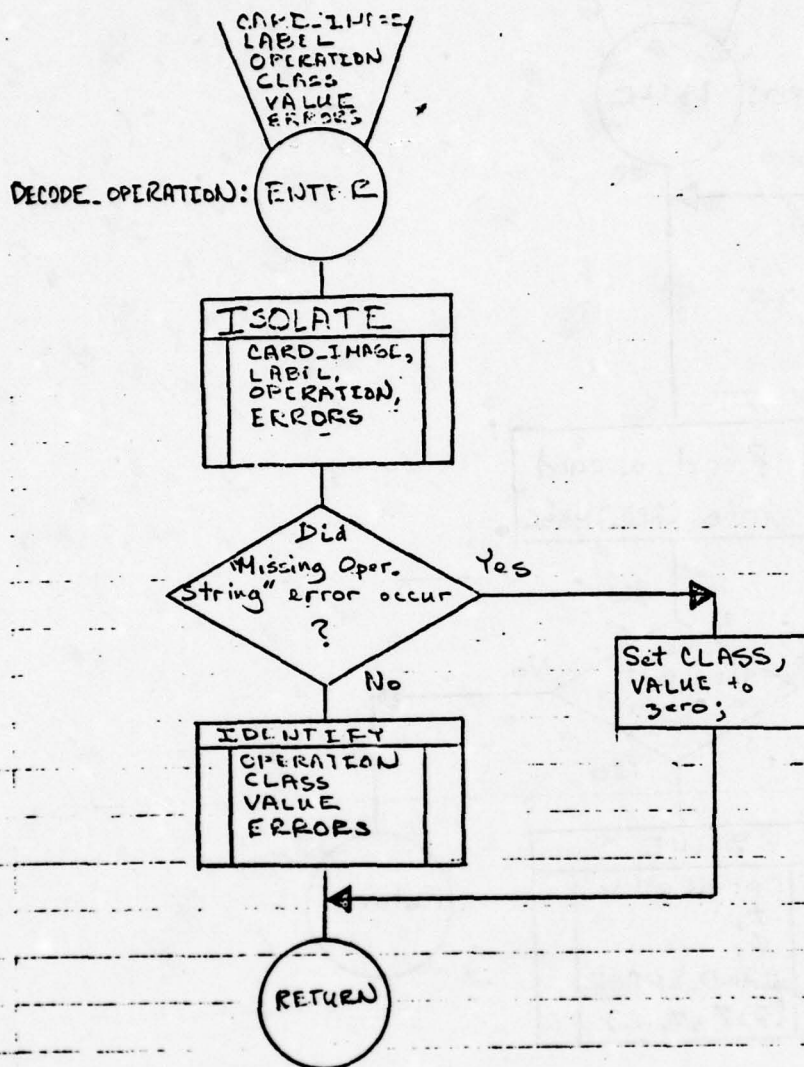 CARD_IMAGE
LABEL
OPERATION
CLASS
VALUE
ERRORS
DECODE_OPERATION: ENTER
ISOLATE
CARD_IMAGE,
LABEL,
OPERATION,
ERRORS
Did
"Missing Oper.
String" error occur
?
Yes
No
Set CLASS,
VALUE to
zero;
IDENTIFY
OPERATION
CLASS
VALUE
ERRORS
RETURN